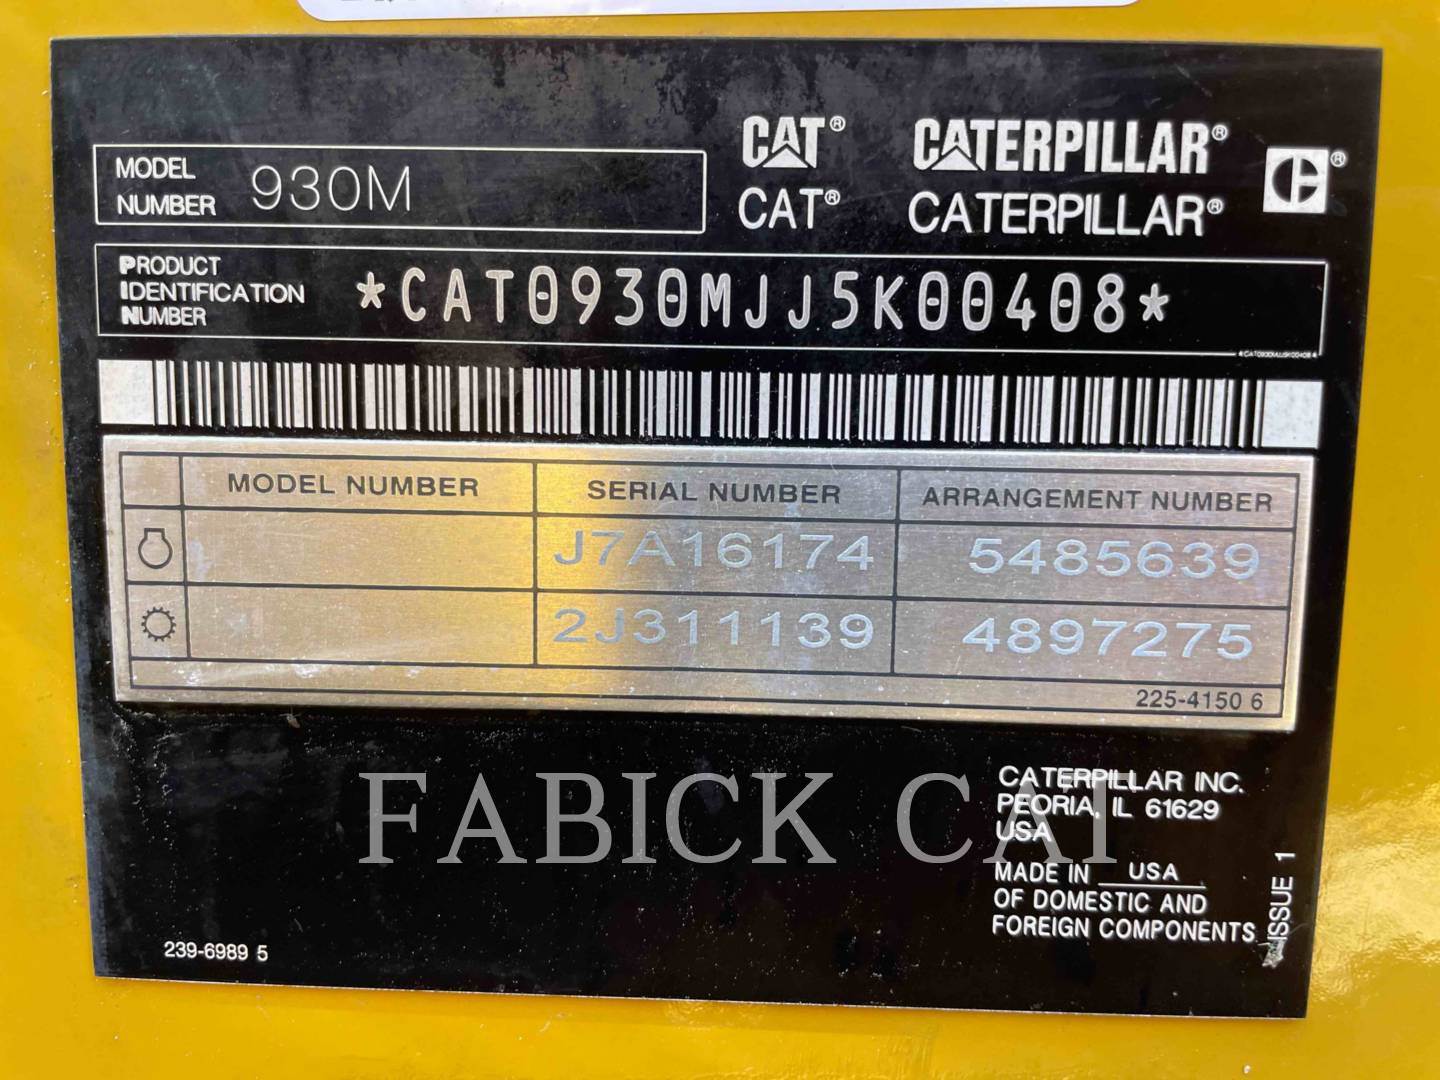 MODEL
NUMBER 930M
CAT® CATERPILLAR®
CAT® CATERPILLAR®
PRODUCT
IDENTIFICATION
NUMBER
*CAT0930MJJ5K00408*
*CAT0930MJJ5K00408*
MODEL NUMBER SERIAL NUMBER ARRANGEMENT NUMBER
J7A16174 5485639
2J311139 4897275
225-4150 6
FABICK CAT
CATERPILLAR INC.
PEORIA, IL 61629
USA
MADE IN USA
OF DOMESTIC AND
FOREIGN COMPONENTS
ISSUE 1
239-6989 5